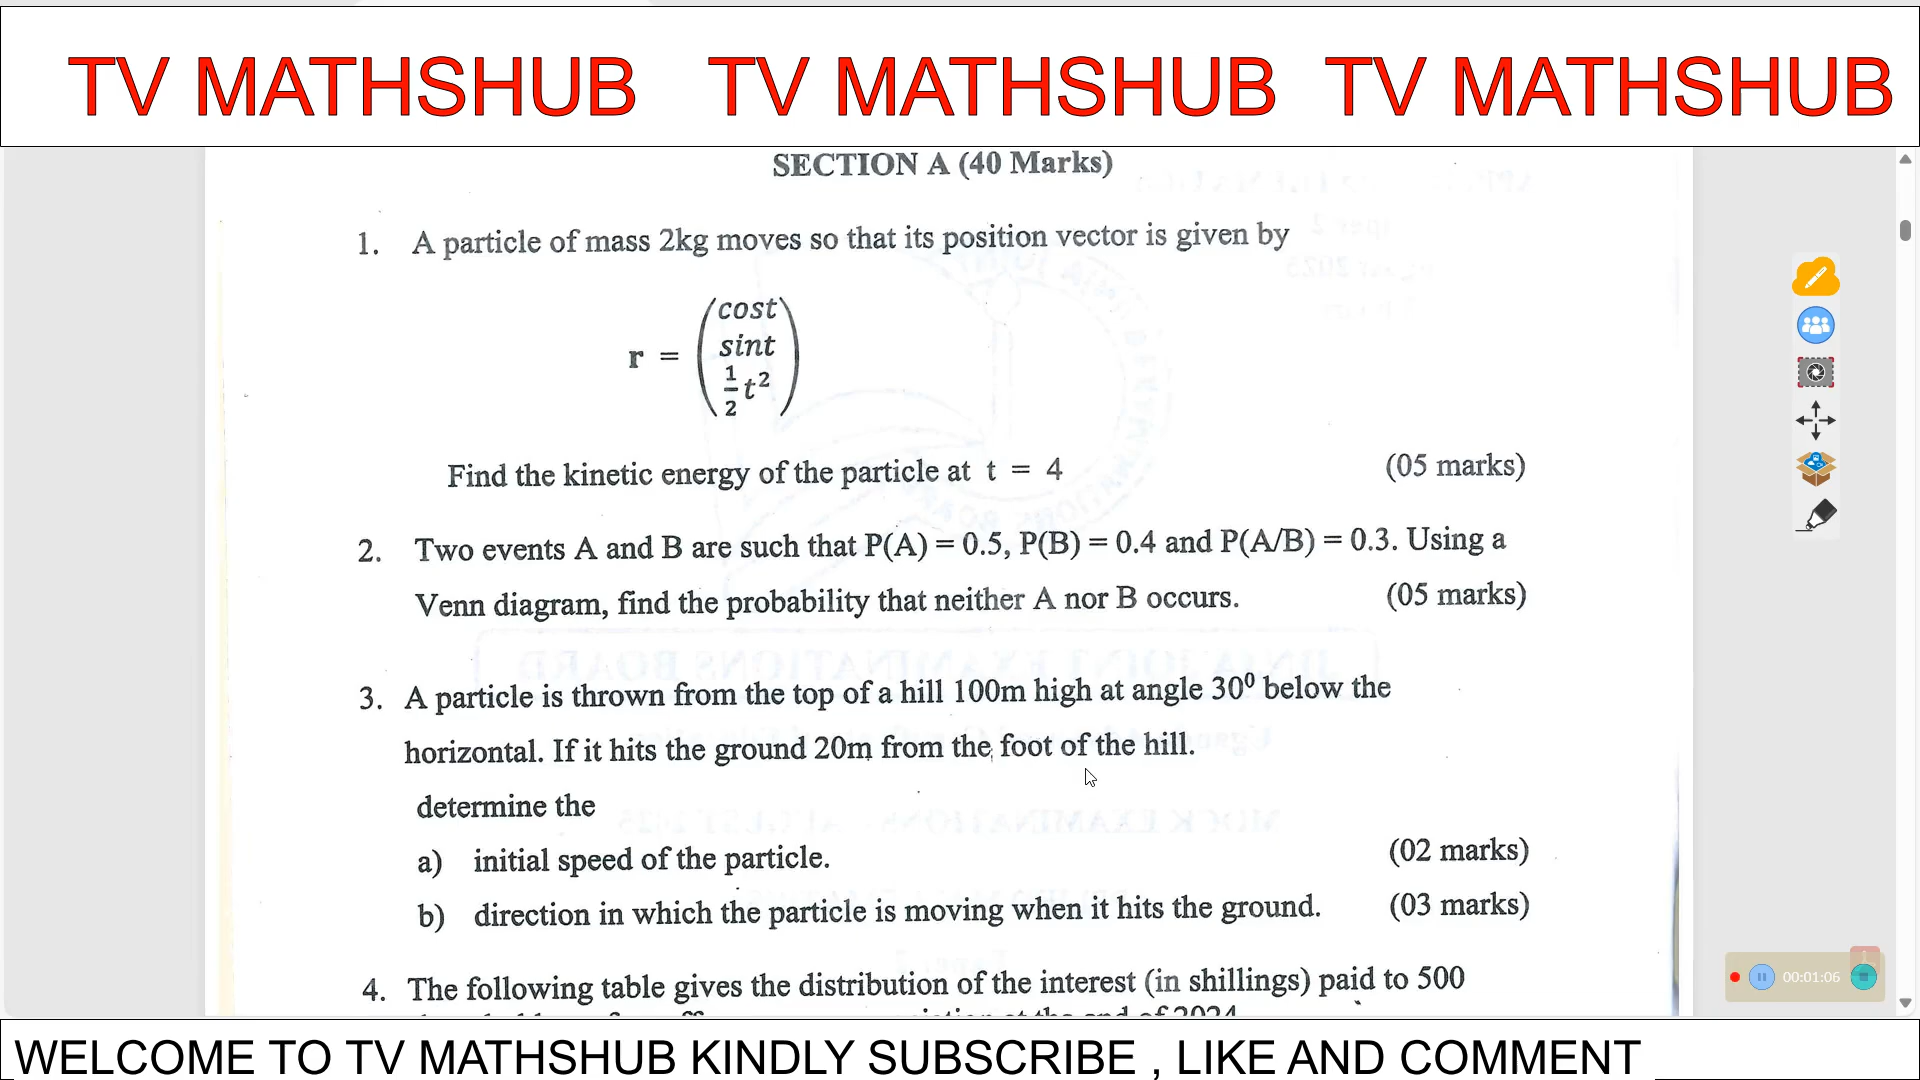 TV MATHSHUB TV MATHSHUB TV MATHSHUB
SECTION A (40 Marks)
1. A particle of mass 2kg moves so that its position vector is given by
r = (cost
sint
1/2 t²)
Find the kinetic energy of the particle at t = 4 (05 marks)
2. Two events A and B are such that P(A) = 0.5, P(B) = 0.4 and P(A/B) = 0.3. Using a
Venn diagram, find the probability that neither A nor B occurs. (05 marks)
3. A particle is thrown from the top of a hill 100m high at angle 30⁰ below the
horizontal. If it hits the ground 20m from the foot of the hill.
determine the
a) initial speed of the particle. (02 marks)
b) direction in which the particle is moving when it hits the ground. (03 marks)
4. The following table gives the distribution of the interest (in shillings) paid to 500
00:01:06
WELCOME TO TV MATHSHUB KINDLY SUBSCRIBE , LIKE AND COMMENT